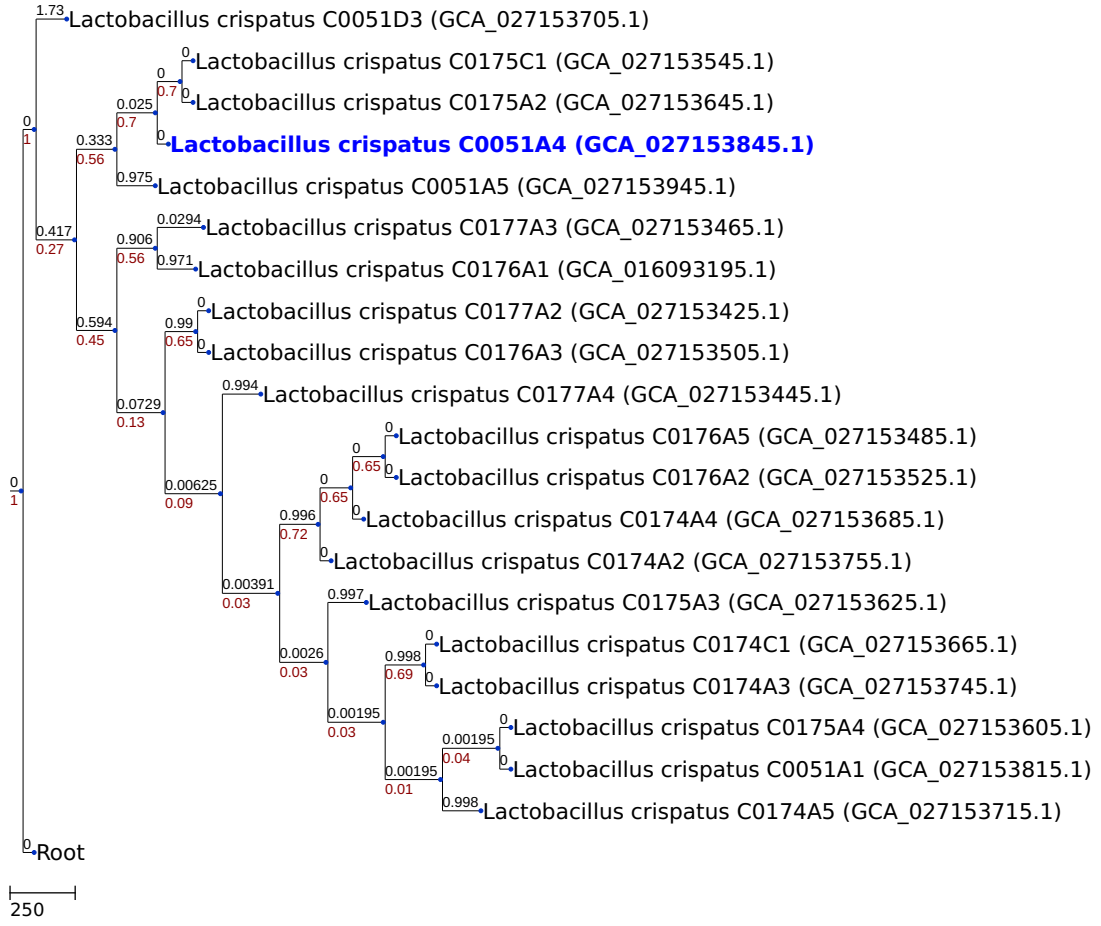 1.73
Lactobacillus crispatus C0051D3 (GCA_027153705.1)
0
Lactobacillus crispatus C0175C1 (GCA_027153545.1)
0
0.7
0
Lactobacillus crispatus C0175A2 (GCA_027153645.1)
0.025
0.7
0
1
0
Lactobacillus crispatus C0051A4 (GCA_027153845.1)
0.333
0.56
0.975
Lactobacillus crispatus C0051A5 (GCA_027153945.1)
0.417
0.27
0.0294
Lactobacillus crispatus C0177A3 (GCA_027153465.1)
0.906
0.56
0.971
Lactobacillus crispatus C0176A1 (GCA_016093195.1)
0
Lactobacillus crispatus C0177A2 (GCA_027153425.1)
0.594
0.45
0.99
0.65
0
Lactobacillus crispatus C0176A3 (GCA_027153505.1)
0.994
Lactobacillus crispatus C0177A4 (GCA_027153445.1)
0.0729
0.13
0
Lactobacillus crispatus C0176A5 (GCA_027153485.1)
0
0.65
0
Lactobacillus crispatus C0176A2 (GCA_027153525.1)
0
1
0.00625
0.09
0
0.65
0
Lactobacillus crispatus C0174A4 (GCA_027153685.1)
0.996
0.72
0
Lactobacillus crispatus C0174A2 (GCA_027153755.1)
0.00391
0.03
0.997
Lactobacillus crispatus C0175A3 (GCA_027153625.1)
0
Lactobacillus crispatus C0174C1 (GCA_027153665.1)
0.0026
0.03
0.998
0.69
0
Lactobacillus crispatus C0174A3 (GCA_027153745.1)
0.00195
0.03
0
Lactobacillus crispatus C0175A4 (GCA_027153605.1)
0.00195
0.04
0
Lactobacillus crispatus C0051A1 (GCA_027153815.1)
0.00195
0.01
0.998
Lactobacillus crispatus C0174A5 (GCA_027153715.1)
0
Root
250